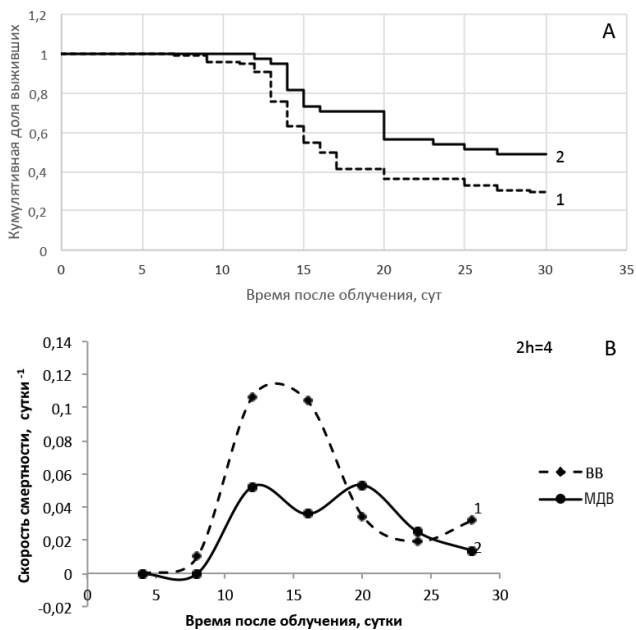 А
1,2
1
0,8
0,6
0,4
0,2
0
Кумулятивная доля выживших
2
1
0 5 10 15 20 25 30 35
Время после облучения, сут
0,14
0,12
0,1
0,08
0,06
0,04
0,02
0
-0,02
Скорость смертности, сутки⁻¹
2h=4 В
ВВ
МДВ
1
2
0 5 10 15 20 25 30
Время после облучения, сутки